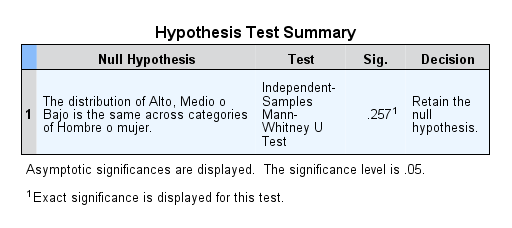 Hypothesis Test Summary
Null Hypothesis Test Sig. Decision
1 The distribution of Alto, Medio o Bajo is the same across categories of Hombre o mujer. Independent-Samples Mann-Whitney U Test .257¹ Retain the null hypothesis.
Asymptotic significances are displayed. The significance level is .05.
¹Exact significance is displayed for this test.